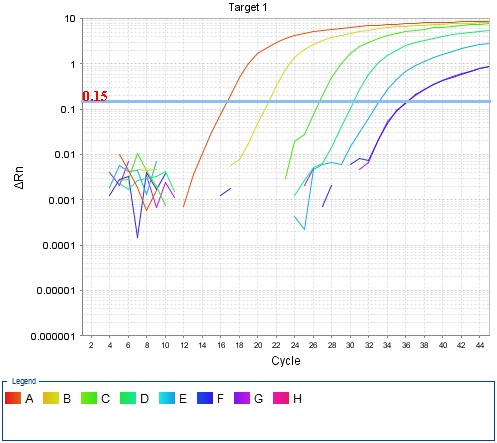 Target 1
10
1
0.15
0.1
0.01
0.001
0.0001
0.00001
0.000001
ΔRn
2 4 6 8 10 12 14 16 18 20 22 24 26 28 30 32 34 36 38 40 42 44
Cycle
Legend
A B C D E F G H